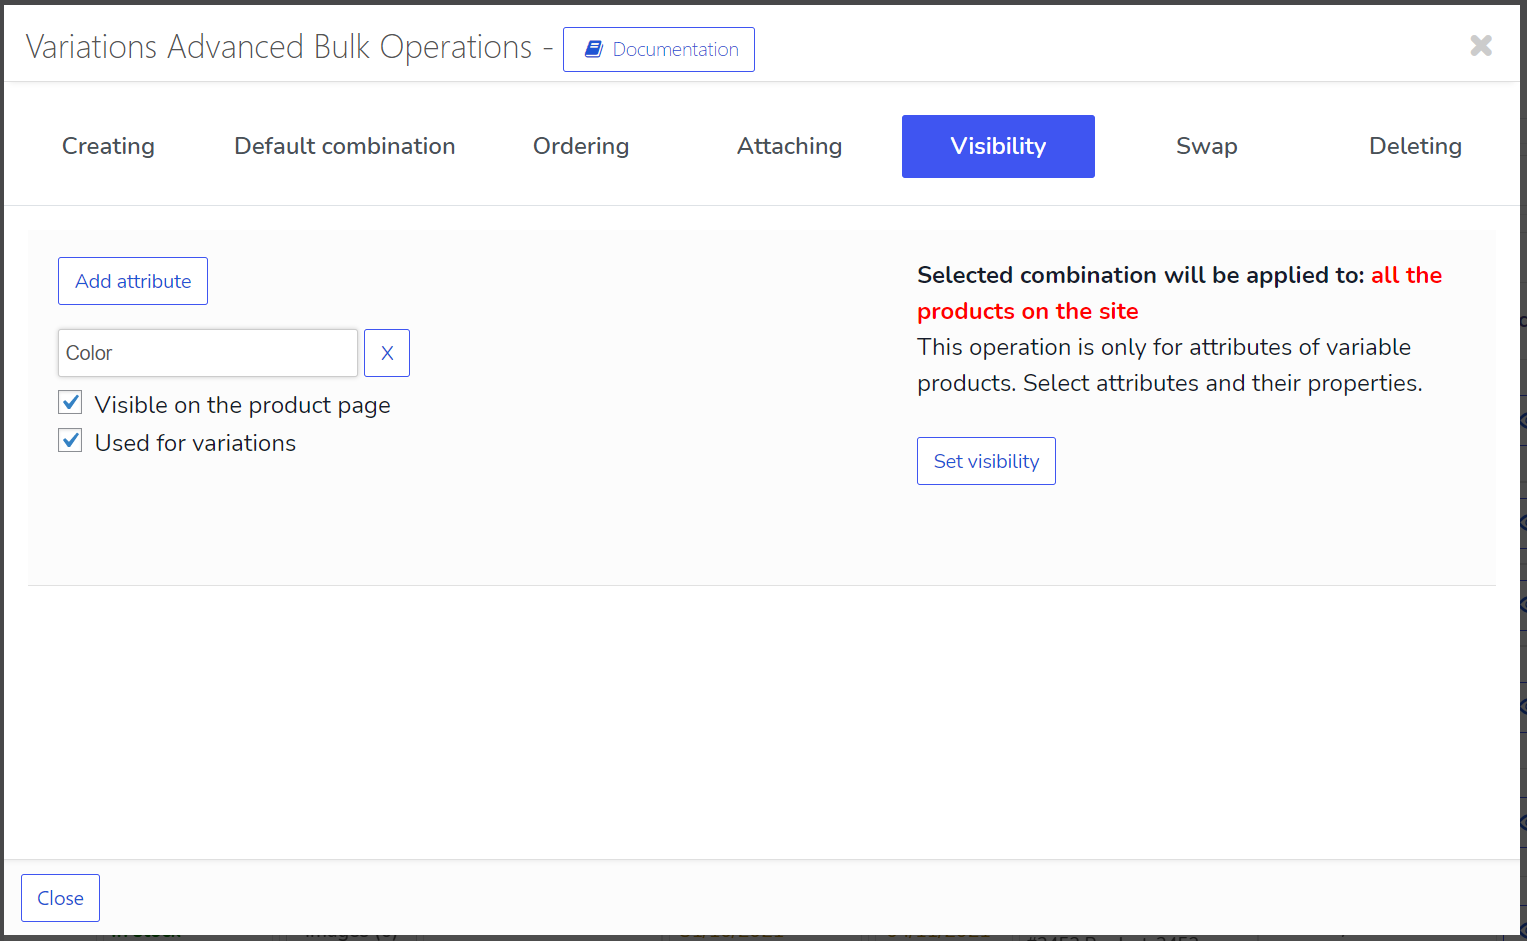 Variations Advanced Bulk Operations - Documentation
Creating Default combination Ordering Attaching Visibility Swap Deleting
Add attribute
Color X
Visible on the product page
Used for variations
Selected combination will be applied to: all the
products on the site
This operation is only for attributes of variable
products. Select attributes and their properties.
Set visibility
Close